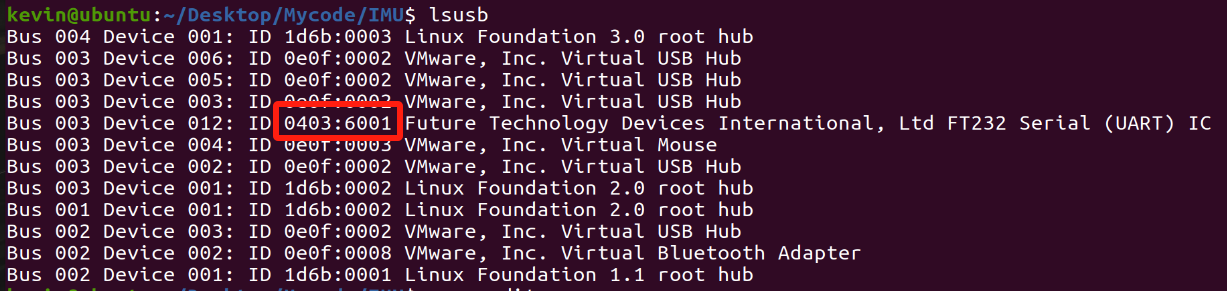 kevin@ubuntu:~/Desktop/Mycode/IMU$ lsusb
Bus 004 Device 001: ID 1d6b:0003 Linux Foundation 3.0 root hub
Bus 003 Device 006: ID 0e0f:0002 VMware, Inc. Virtual USB Hub
Bus 003 Device 005: ID 0e0f:0002 VMware, Inc. Virtual USB Hub
Bus 003 Device 003: ID 0e0f:0002 VMware, Inc. Virtual USB Hub
Bus 003 Device 012: ID 0403:6001 Future Technology Devices International, Ltd FT232 Serial (UART) IC
Bus 003 Device 004: ID 0e0f:0003 VMware, Inc. Virtual Mouse
Bus 003 Device 002: ID 0e0f:0002 VMware, Inc. Virtual USB Hub
Bus 003 Device 001: ID 1d6b:0002 Linux Foundation 2.0 root hub
Bus 001 Device 001: ID 1d6b:0002 Linux Foundation 2.0 root hub
Bus 002 Device 003: ID 0e0f:0002 VMware, Inc. Virtual USB Hub
Bus 002 Device 002: ID 0e0f:0008 VMware, Inc. Virtual Bluetooth Adapter
Bus 002 Device 001: ID 1d6b:0001 Linux Foundation 1.1 root hub